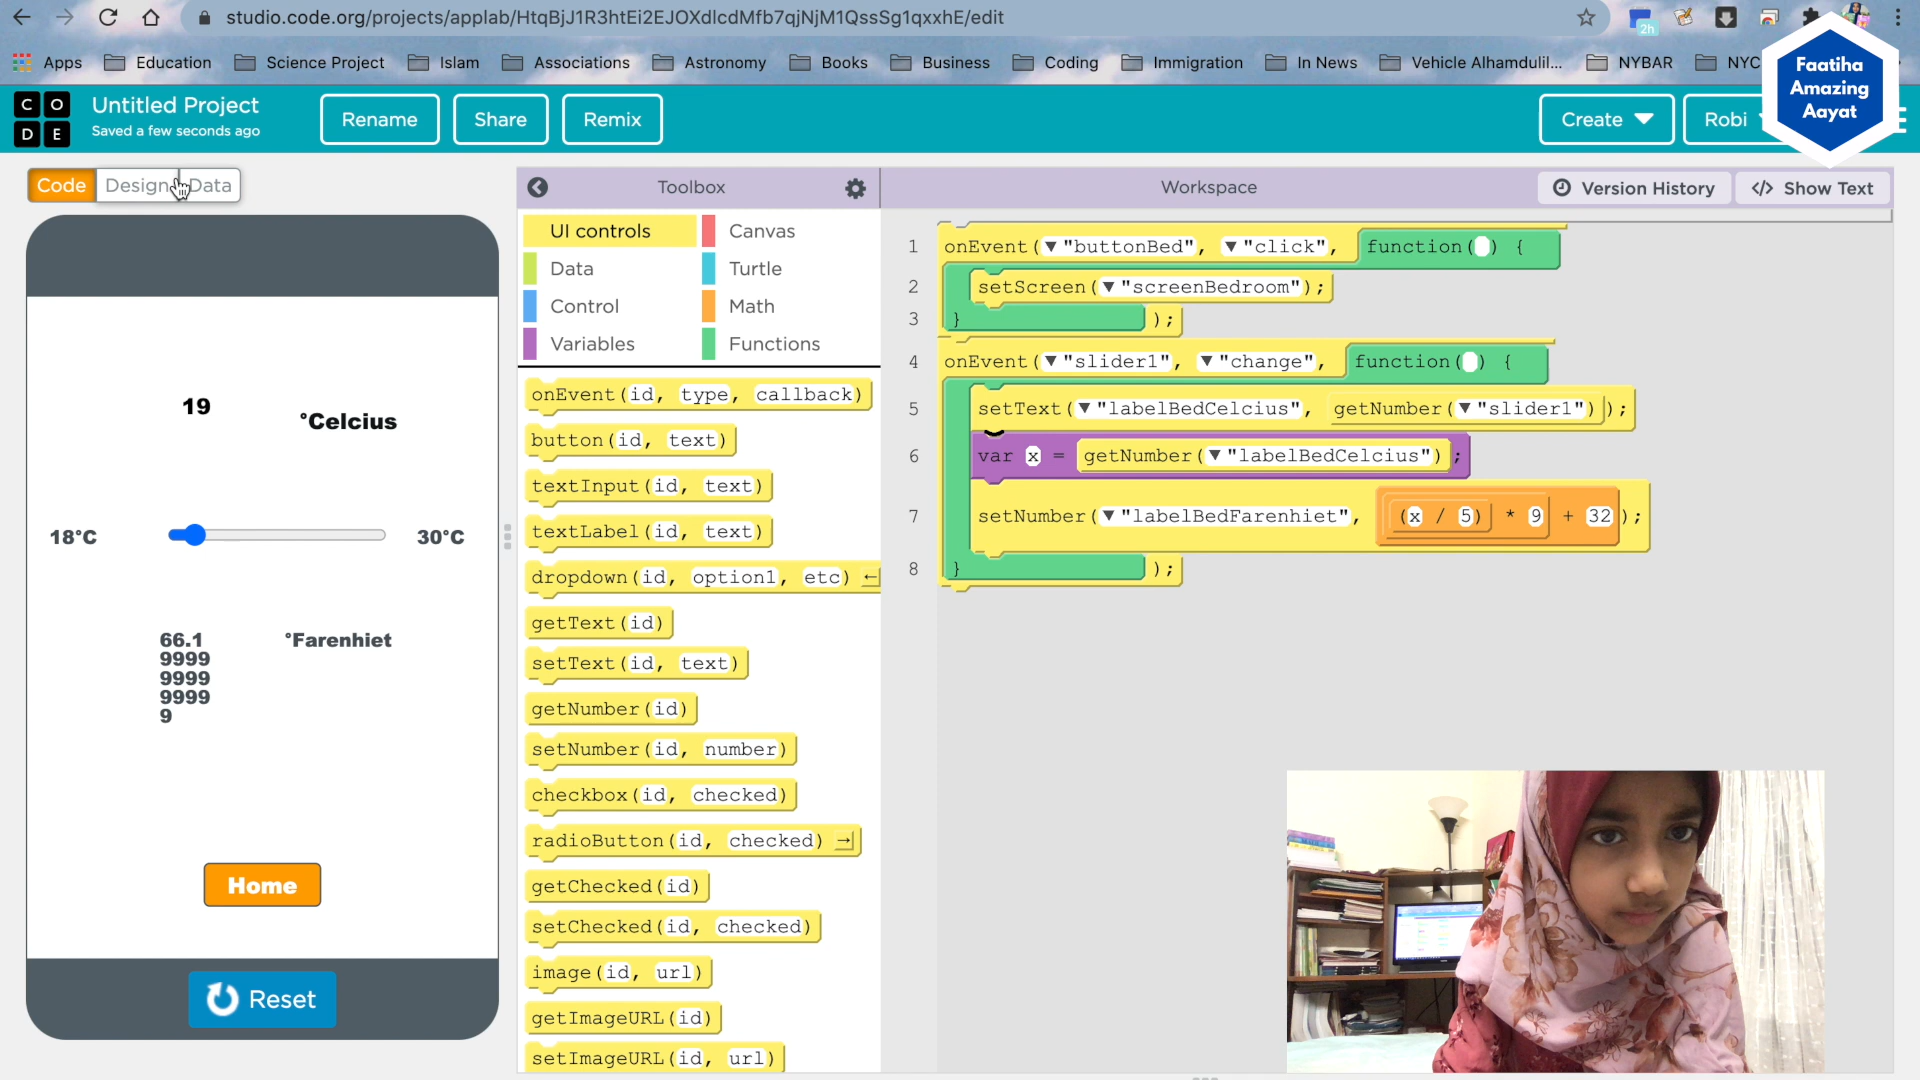 studio.code.org/projects/applab/HtqBjJ1R3htEi2EJOXdlcdMfb7qjNjM1QssSg1qxxhE/edit
2h
Apps Education Science Project Islam Associations Astronomy Books Business Coding Immigration In News Vehicle Alhamdulil... NYBAR NYC
Faatiha
Amazing
Aayat
C O
D E
Untitled Project
Saved a few seconds ago
Rename Share Remix Create Robi
Code Design Data
19 °Celcius
18°C 30°C
66.1 °Farenhiet
9999
9999
9999
9
Home
Reset
Toolbox
UI controls Canvas
Data Turtle
Control Math
Variables Functions
onEvent(id, type, callback)
button(id, text)
textInput(id, text)
textLabel(id, text)
dropdown(id, option1, etc) ←
getText(id)
setText(id, text)
getNumber(id)
setNumber(id, number)
checkbox(id, checked)
radioButton(id, checked) →
getChecked(id)
setChecked(id, checked)
image(id, url)
getImageURL(id)
setImageURL(id, url)
Workspace Version History </> Show Text
1 onEvent(▼"buttonBed", ▼"click", function( ) {
2 setScreen(▼"screenBedroom");
3 } );
4 onEvent(▼"slider1", ▼"change", function( ) {
5 setText(▼"labelBedCelcius", getNumber(▼"slider1"));
6 var x = getNumber(▼"labelBedCelcius");
7 setNumber(▼"labelBedFarenhiet", (x / 5) * 9 + 32);
8 } );